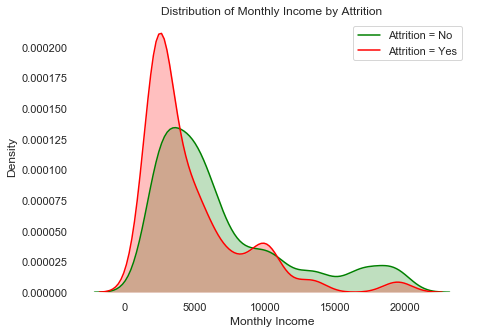 Distribution of Monthly Income by Attrition
Attrition = No
Attrition = Yes
0.000200
0.000175
0.000150
0.000125
0.000100
0.000075
0.000050
0.000025
0.000000
Density
0 5000 10000 15000 20000
Monthly Income